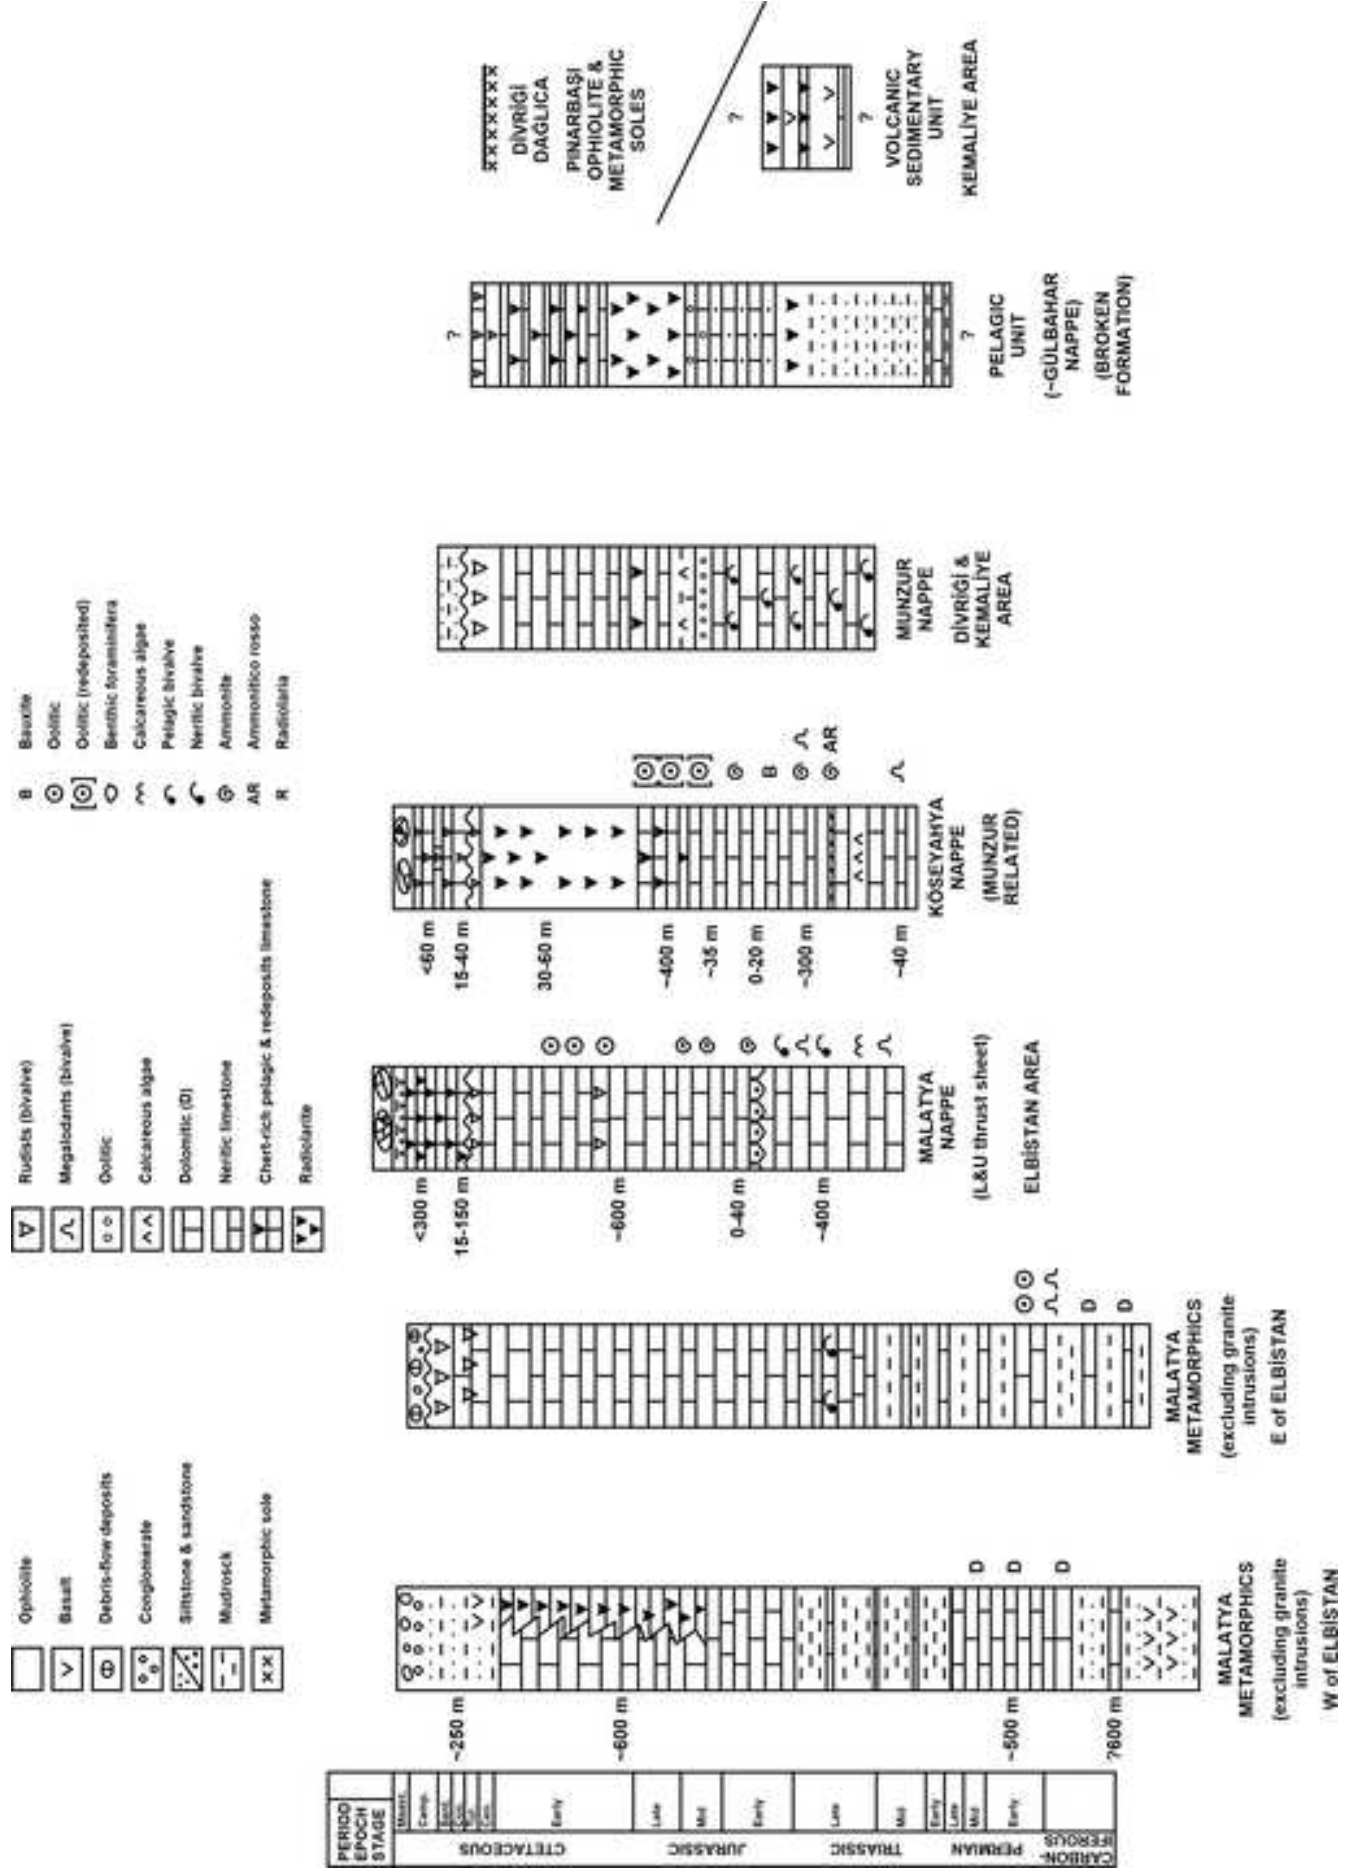 Ophiolite
Basalt
Debris-flow deposits
Conglomerate
Siltstone & sandstone
Mudrosck
Metamorphic sole
Rudists (bivalve)
Megalodants (bivalve)
Oolitic
Calcareous algae
Dolomitic (D)
Neritic limestone
Chert-rich pelagic & redeposits limestone
Radiolarite
B Bauxite
Oolitic
[ ] Oolitic (redeposited)
Benthic foraminifera
Calcareous algae
Pelagic bivalve
Neritic bivalve
Ammonite
AR Ammonitico rosso
R Radiolaria
PERIOD
EPOCH
STAGE
CTETACEOUS
JURASSIC
TRIASSIC
PERMIAN
CARBON-
IFEROUS
Maast.
Camp.
Early
Late
Mid
Early
Late
Mid
Early
Late
Mid
Early
~250 m
~600 m
~500 m
?600 m
D
D
D
MALATYA
METAMORPHICS
(excluding granite
intrusions)
W of ELBİSTAN
D
D
MALATYA
METAMORPHICS
(excluding granite
intrusions)
E of ELBİSTAN
<300 m
15-150 m
~600 m
0-40 m
~400 m
MALATYA
NAPPE
(L&U thrust sheet)
ELBİSTAN AREA
<60 m
15-40 m
30-60 m
~400 m
~35 m
0-20 m
~300 m
~40 m
B
AR
KÖSEYAHYA
NAPPE
(MUNZUR
RELATED)
MUNZUR
NAPPE
DİVRİĞİ &
KEMALİYE
AREA
?
?
PELAGIC
UNIT
(~GÜLBAHAR
NAPPE)
(BROKEN
FORMATION)
DİVRİĞİ
DAĞLICA
PINARBAŞI
OPHIOLITE &
METAMORPHIC
SOLES
?
?
VOLCANIC
SEDIMENTARY
UNIT
KEMALİYE AREA